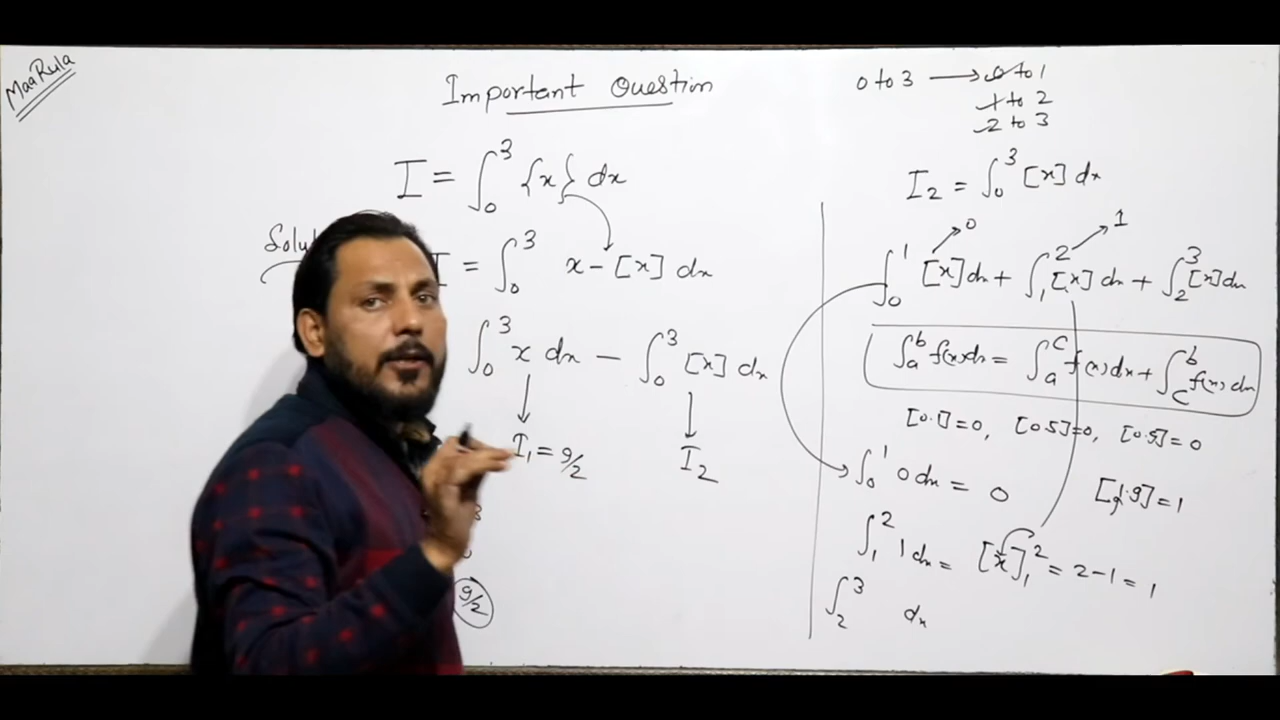 MaaRula
Important Question
I = ∫₀³ {x} dx
I = ∫₀³ x - [x] dx
∫₀³ x dx - ∫₀³ [x] dx
I₁ = 9/2
I₂
9/2
0 to 3 → 0 to 1
1 to 2
2 to 3
I₂ = ∫₀³ [x] dx
0 1
∫₀¹ [x] dx + ∫₁² [x] dx + ∫₂³ [x] dx
∫ₐᵇ f(x) dx = ∫ₐᶜ f(x) dx + ∫꜀ᵇ f(x) dx
[0.1] = 0, [0.5] = 0, [0.9] = 0
[1.9] = 1
∫₀¹ 0 dx = 0
∫₁² 1 dx = [x]₁² = 2 - 1 = 1
∫₂³ dx